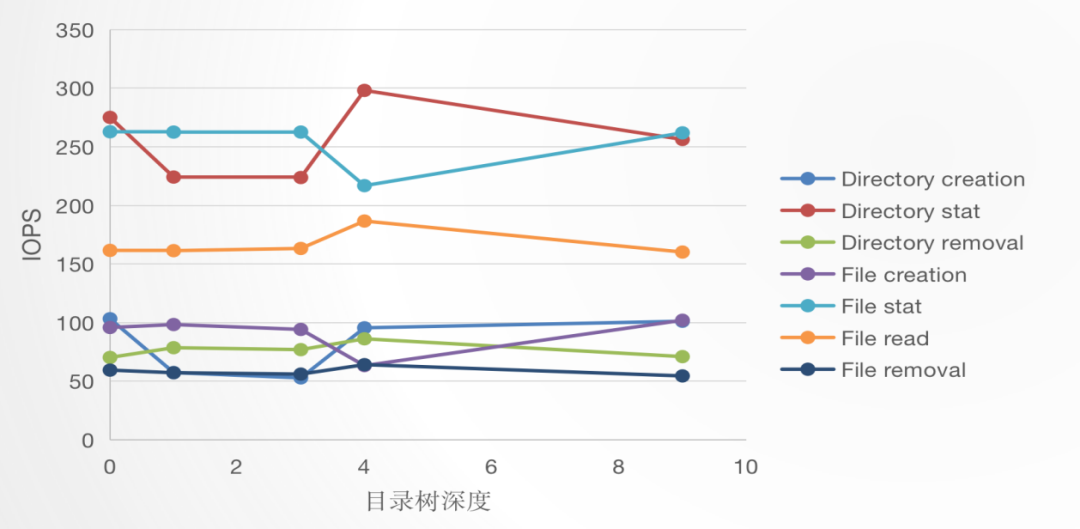 350
300
250
200
150
100
50
0
IOPS
0 2 4 6 8 10
目录树深度
Directory creation
Directory stat
Directory removal
File creation
File stat
File read
File removal